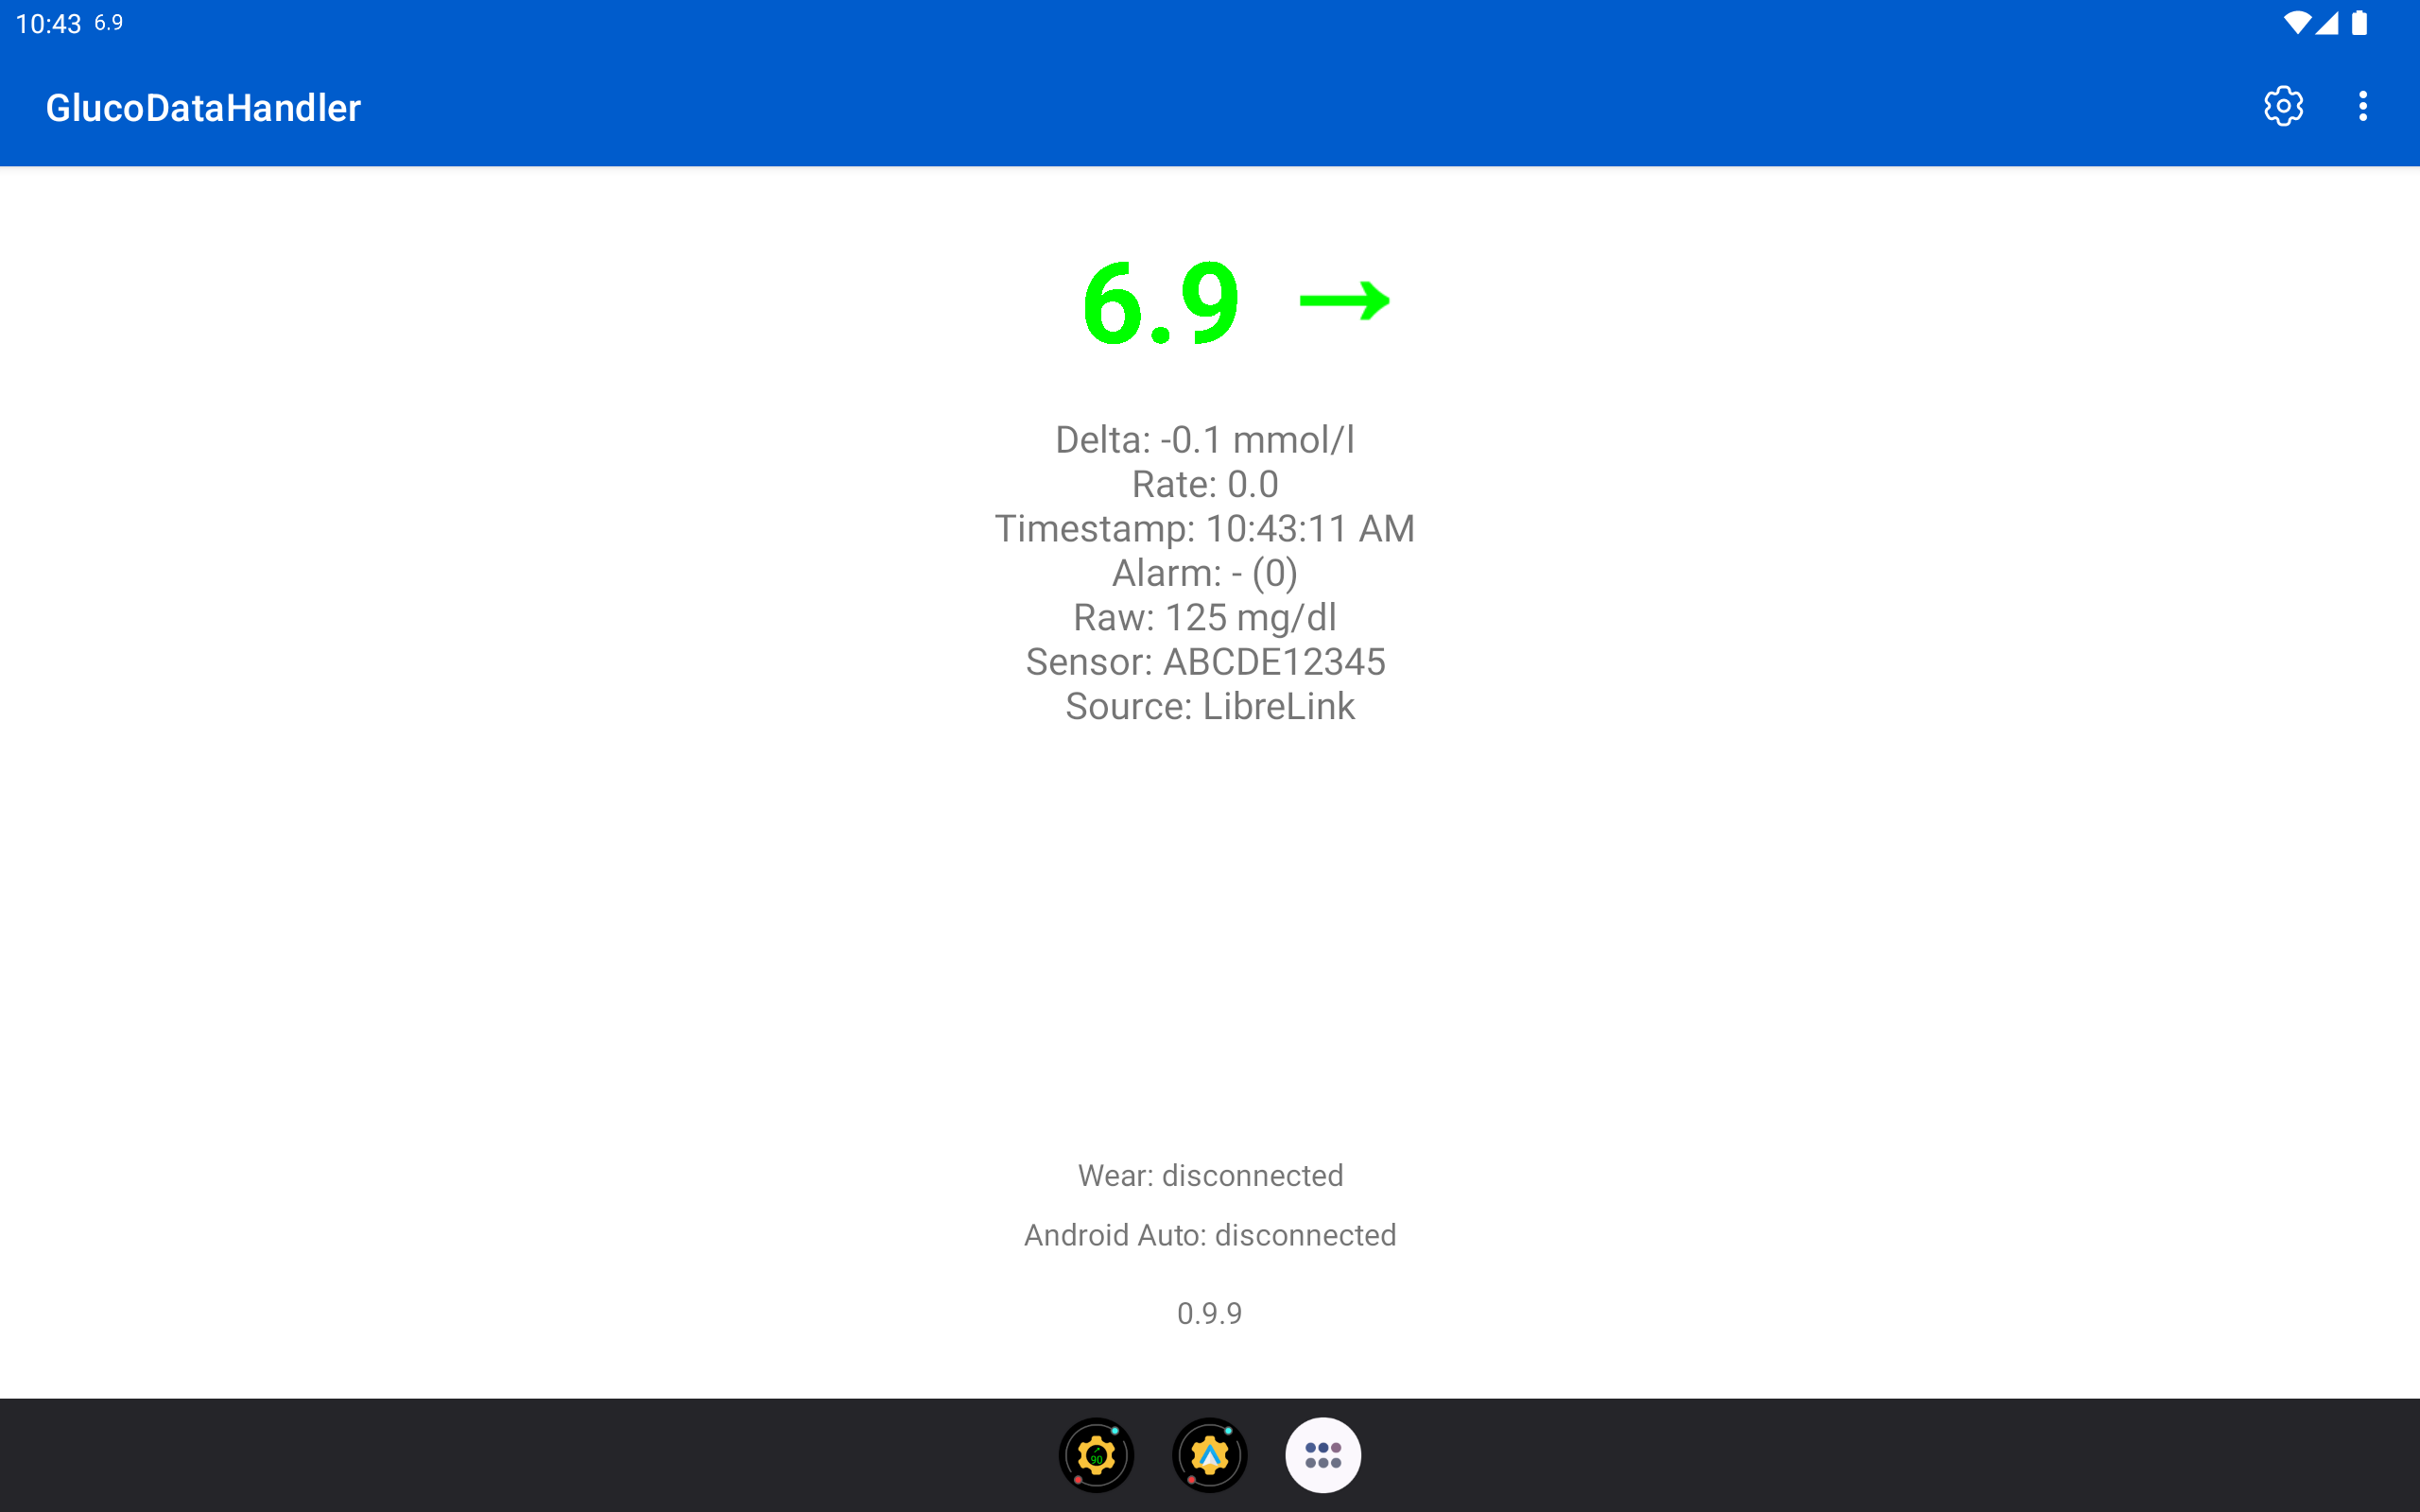 10:43 6.9
GlucoDataHandler
6.9 →
Delta: -0.1 mmol/l
Rate: 0.0
Timestamp: 10:43:11 AM
Alarm: - (0)
Raw: 125 mg/dl
Sensor: ABCDE12345
Source: LibreLink
Wear: disconnected
Android Auto: disconnected
0.9.9
90